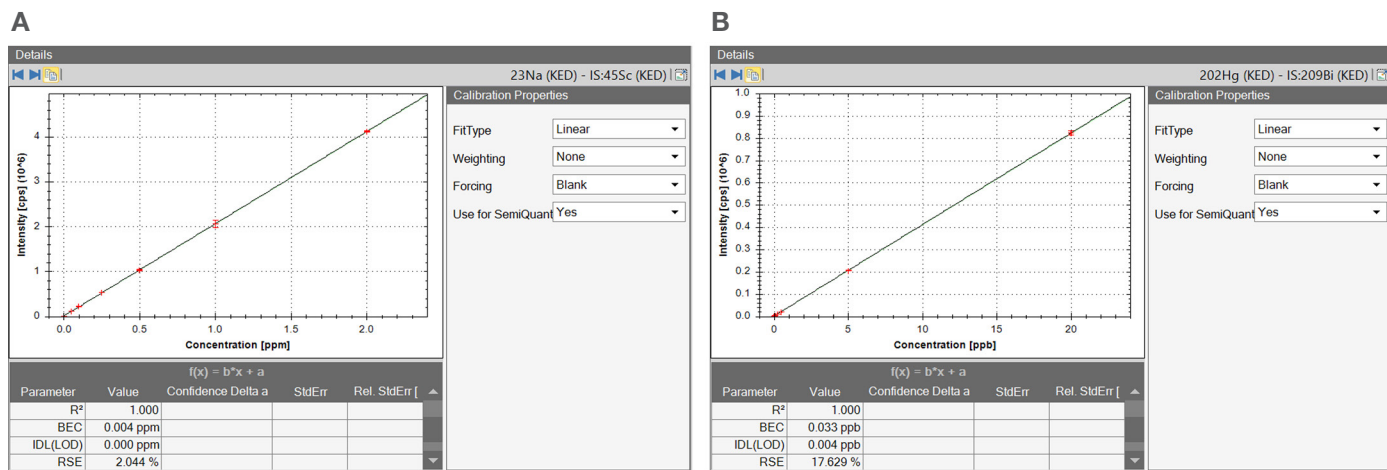 A
Details
23Na (KED) - IS:45Sc (KED)
Intensity [cps] (10^6)
4
3
2
1
0
0.0 0.5 1.0 1.5 2.0
Concentration [ppm]
Calibration Properties
FitType Linear
Weighting None
Forcing Blank
Use for SemiQuant Yes
f(x) = b*x + a
Parameter Value Confidence Delta a StdErr Rel. StdErr [
R² 1.000
BEC 0.004 ppm
IDL(LOD) 0.000 ppm
RSE 2.044 %
B
Details
202Hg (KED) - IS:209Bi (KED)
Intensity [cps] (10^6)
1.0
0.9
0.8
0.7
0.6
0.5
0.4
0.3
0.2
0.1
0.0
0 5 10 15 20
Concentration [ppb]
Calibration Properties
FitType Linear
Weighting None
Forcing Blank
Use for SemiQuant Yes
f(x) = b*x + a
Parameter Value Confidence Delta a StdErr Rel. StdErr [
R² 1.000
BEC 0.033 ppb
IDL(LOD) 0.004 ppb
RSE 17.629 %